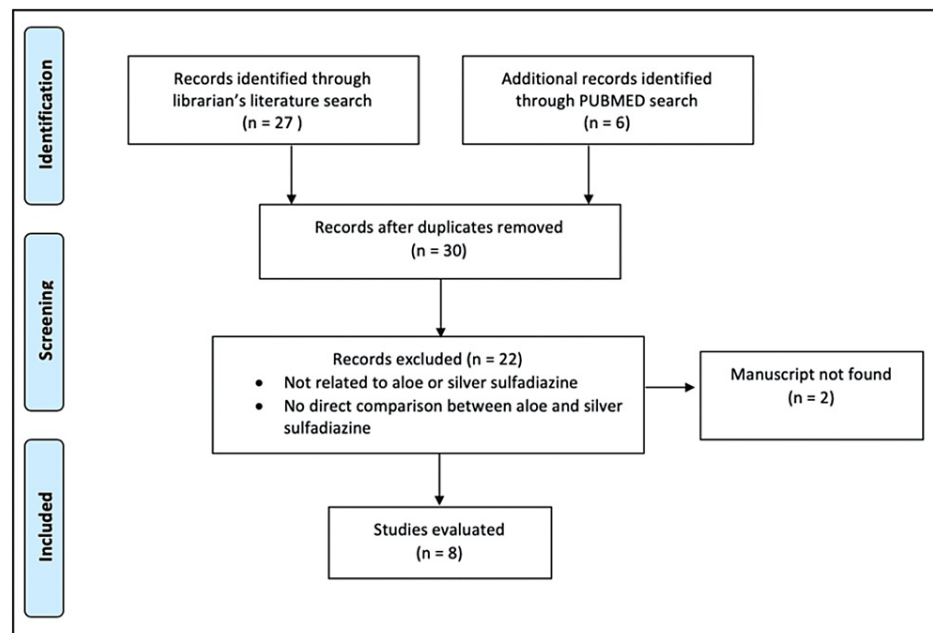 Identification
Records identified through
librarian's literature search
(n = 27 )
Additional records identified
through PUBMED search
(n = 6)
Records after duplicates removed
(n = 30)
Screening
Records excluded (n = 22)
• Not related to aloe or silver sulfadiazine
• No direct comparison between aloe and silver
sulfadiazine
Manuscript not found
(n = 2)
Included
Studies evaluated
(n = 8)